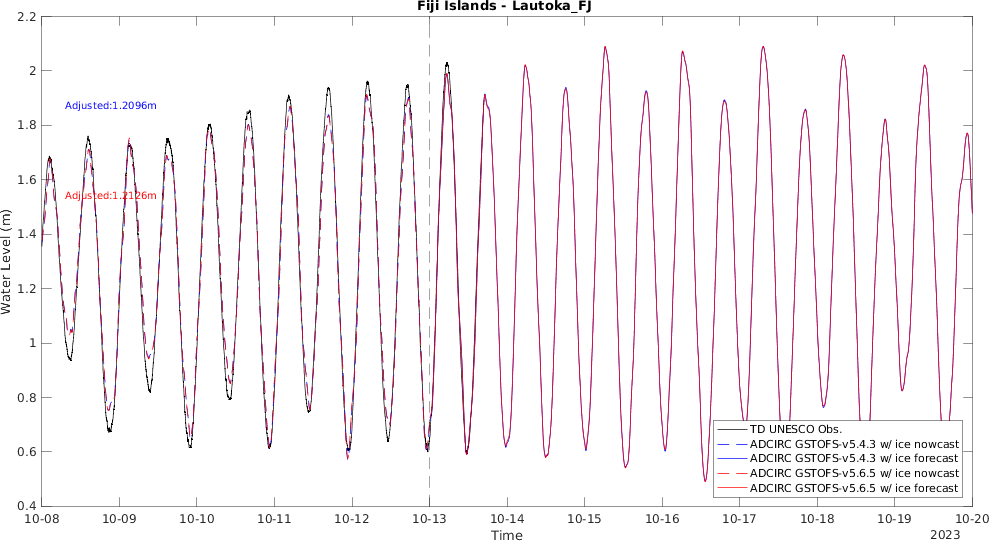 Fiji Islands - Lautoka_FJ
2.2
2
1.8
1.6
1.4
1.2
1
0.8
0.6
0.4
Water Level (m)
Adjusted:1.2096m
Adjusted:1.2126m
TD UNESCO Obs.
ADCIRC GSTOFS-v5.4.3 w/ ice nowcast
ADCIRC GSTOFS-v5.4.3 w/ ice forecast
ADCIRC GSTOFS-v5.6.5 w/ ice nowcast
ADCIRC GSTOFS-v5.6.5 w/ ice forecast
10-08 10-09 10-10 10-11 10-12 10-13 10-14 10-15 10-16 10-17 10-18 10-19 10-20
Time
2023